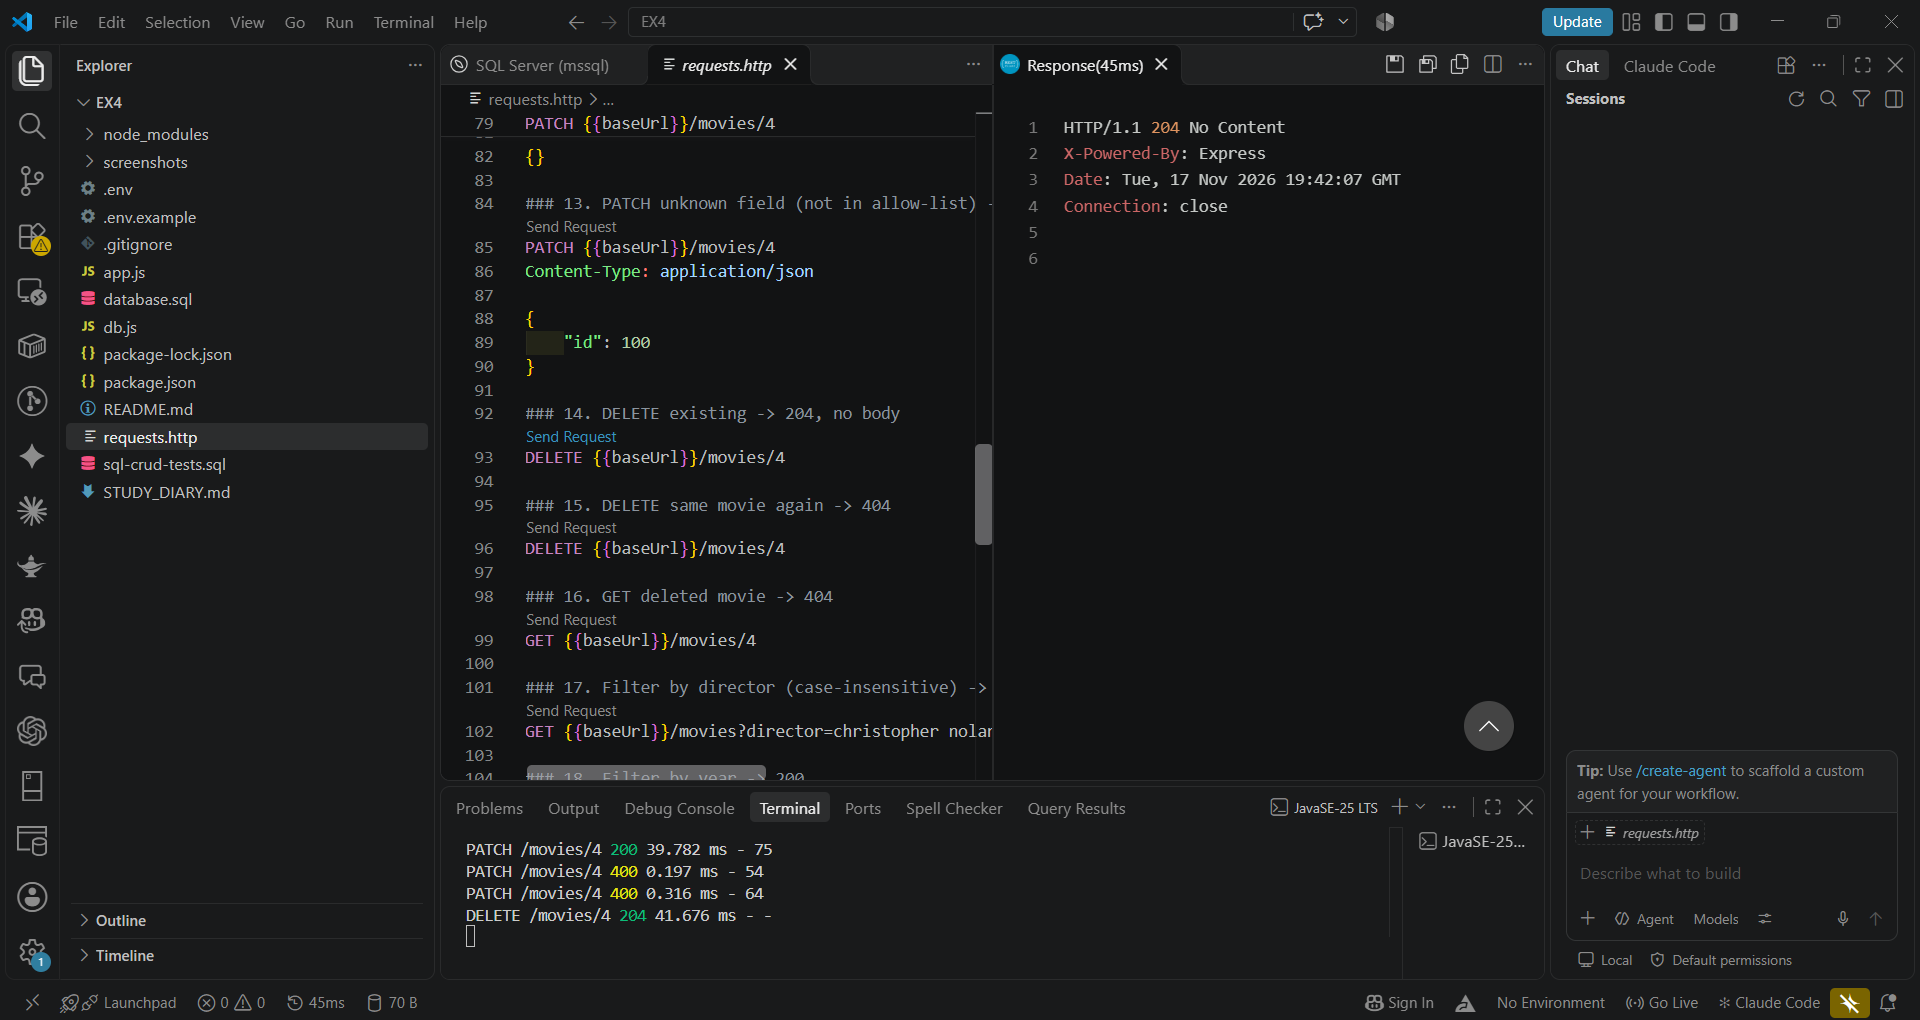 File Edit Selection View Go Run Terminal Help
EX4
Update
Explorer
EX4
node_modules
screenshots
.env
.env.example
.gitignore
JS app.js
database.sql
JS db.js
{} package-lock.json
{} package.json
README.md
requests.http
sql-crud-tests.sql
STUDY_DIARY.md
Outline
Timeline
1
SQL Server (mssql)
requests.http
requests.http > ...
79 PATCH {{baseUrl}}/movies/4
82 {}
83
84 ### 13. PATCH unknown field (not in allow-list) -
Send Request
85 PATCH {{baseUrl}}/movies/4
86 Content-Type: application/json
87
88 {
89 "id": 100
90 }
91
92 ### 14. DELETE existing -> 204, no body
Send Request
93 DELETE {{baseUrl}}/movies/4
94
95 ### 15. DELETE same movie again -> 404
Send Request
96 DELETE {{baseUrl}}/movies/4
97
98 ### 16. GET deleted movie -> 404
Send Request
99 GET {{baseUrl}}/movies/4
100
101 ### 17. Filter by director (case-insensitive) ->
Send Request
102 GET {{baseUrl}}/movies?director=christopher nolan
103
104 ### 18. Filter by year -> 200
Response(45ms)
1 HTTP/1.1 204 No Content
2 X-Powered-By: Express
3 Date: Tue, 17 Nov 2026 19:42:07 GMT
4 Connection: close
5
6
Problems Output Debug Console Terminal Ports Spell Checker Query Results
JavaSE-25 LTS
JavaSE-25...
PATCH /movies/4 200 39.782 ms - 75
PATCH /movies/4 400 0.197 ms - 54
PATCH /movies/4 400 0.316 ms - 64
DELETE /movies/4 204 41.676 ms - -
Chat Claude Code
Sessions
Tip: Use /create-agent to scaffold a custom
agent for your workflow.
requests.http
Describe what to build
Agent Models
Local Default permissions
Launchpad 0 0 45ms 70 B
Sign In No Environment Go Live Claude Code